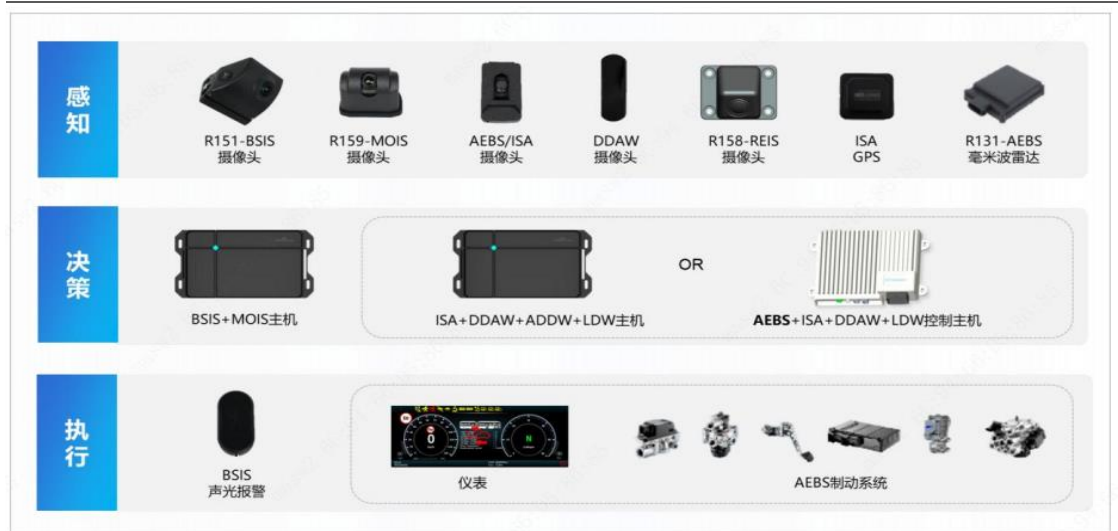 感知
R151-BSIS
摄像头
R159-MOIS
摄像头
AEBS/ISA
摄像头
DDAW
摄像头
R158-REIS
摄像头
ISA
GPS
R131-AEBS
毫米波雷达
决策
BSIS+MOIS主机
ISA+DDAW+ADDW+LDW主机
OR
AEBS+ISA+DDAW+LDW控制主机
执行
BSIS
声光报警
0
N
仪表
AEBS制动系统